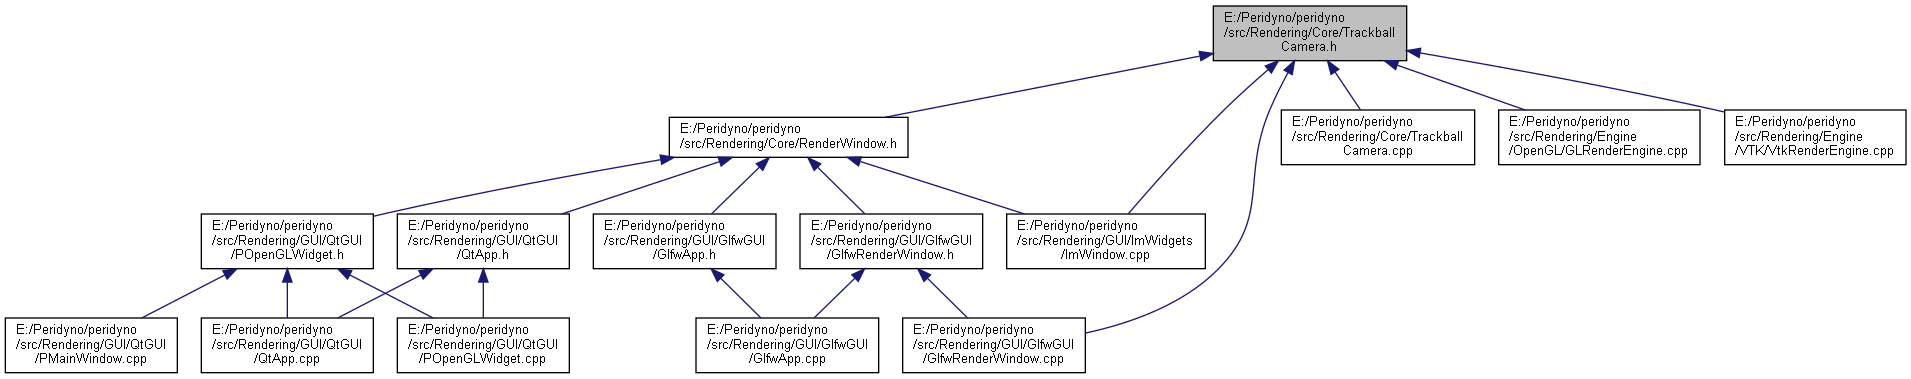 E:/Peridyno/peridyno
/src/Rendering/Core/Trackball
Camera.h
E:/Peridyno/peridyno
/src/Rendering/Core/RenderWindow.h
E:/Peridyno/peridyno
/src/Rendering/Core/Trackball
Camera.cpp
E:/Peridyno/peridyno
/src/Rendering/Engine
/OpenGL/GLRenderEngine.cpp
E:/Peridyno/peridyno
/src/Rendering/Engine
/VTK/VtkRenderEngine.cpp
E:/Peridyno/peridyno
/src/Rendering/GUI/QtGUI
/POpenGLWidget.h
E:/Peridyno/peridyno
/src/Rendering/GUI/QtGUI
/QtApp.h
E:/Peridyno/peridyno
/src/Rendering/GUI/GlfwGUI
/GlfwApp.h
E:/Peridyno/peridyno
/src/Rendering/GUI/GlfwGUI
/GlfwRenderWindow.h
E:/Peridyno/peridyno
/src/Rendering/GUI/ImWidgets
/ImWindow.cpp
E:/Peridyno/peridyno
/src/Rendering/GUI/QtGUI
/PMainWindow.cpp
E:/Peridyno/peridyno
/src/Rendering/GUI/QtGUI
/QtApp.cpp
E:/Peridyno/peridyno
/src/Rendering/GUI/QtGUI
/POpenGLWidget.cpp
E:/Peridyno/peridyno
/src/Rendering/GUI/GlfwGUI
/GlfwApp.cpp
E:/Peridyno/peridyno
/src/Rendering/GUI/GlfwGUI
/GlfwRenderWindow.cpp